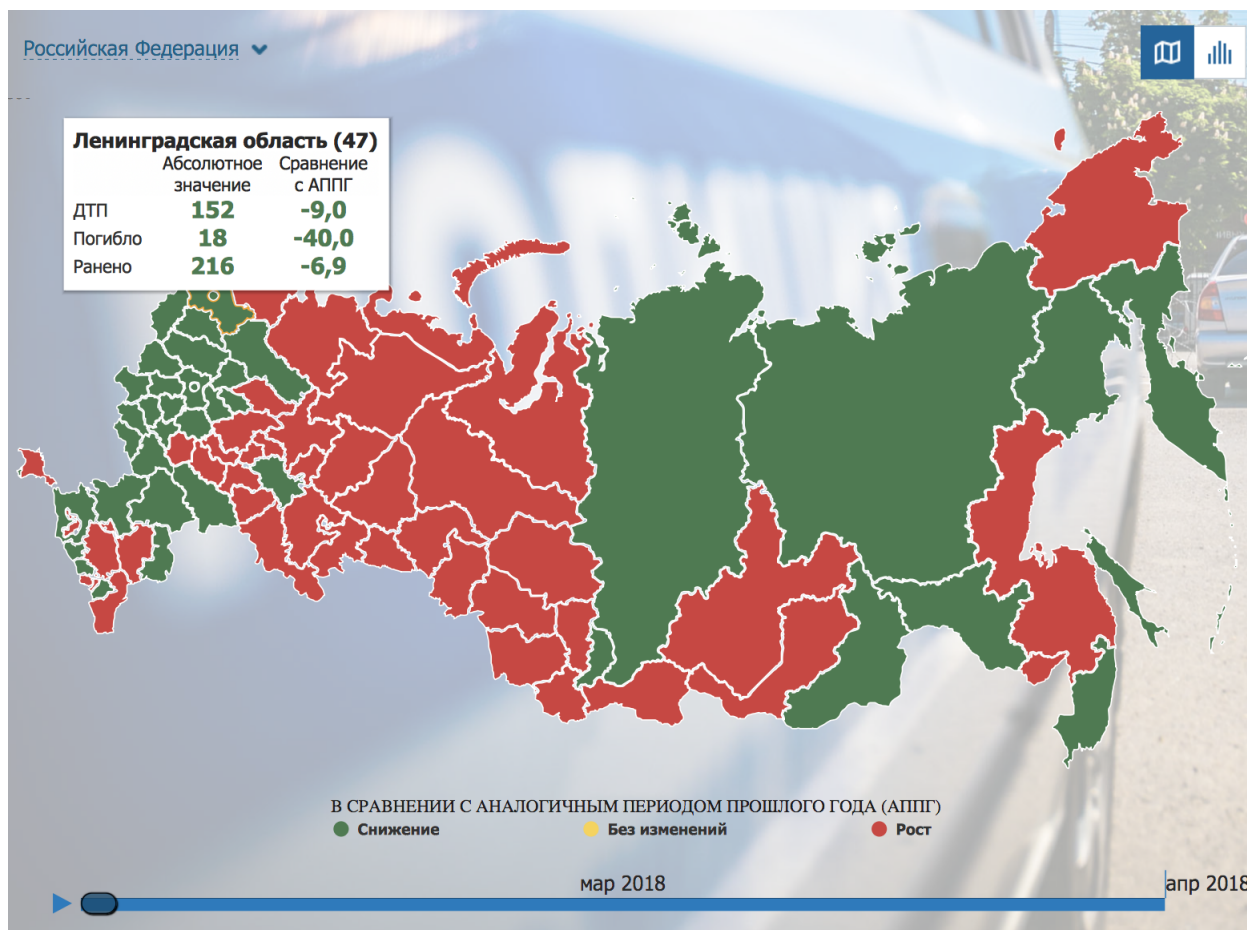 Российская Федерация
Ленинградская область (47)
Абсолютное значение
Сравнение с АППГ
ДТП 152 -9,0
Погибло 18 -40,0
Ранено 216 -6,9
В СРАВНЕНИИ С АНАЛОГИЧНЫМ ПЕРИОДОМ ПРОШЛОГО ГОДА (АППГ)
Снижение Без изменений Рост
мар 2018 апр 2018